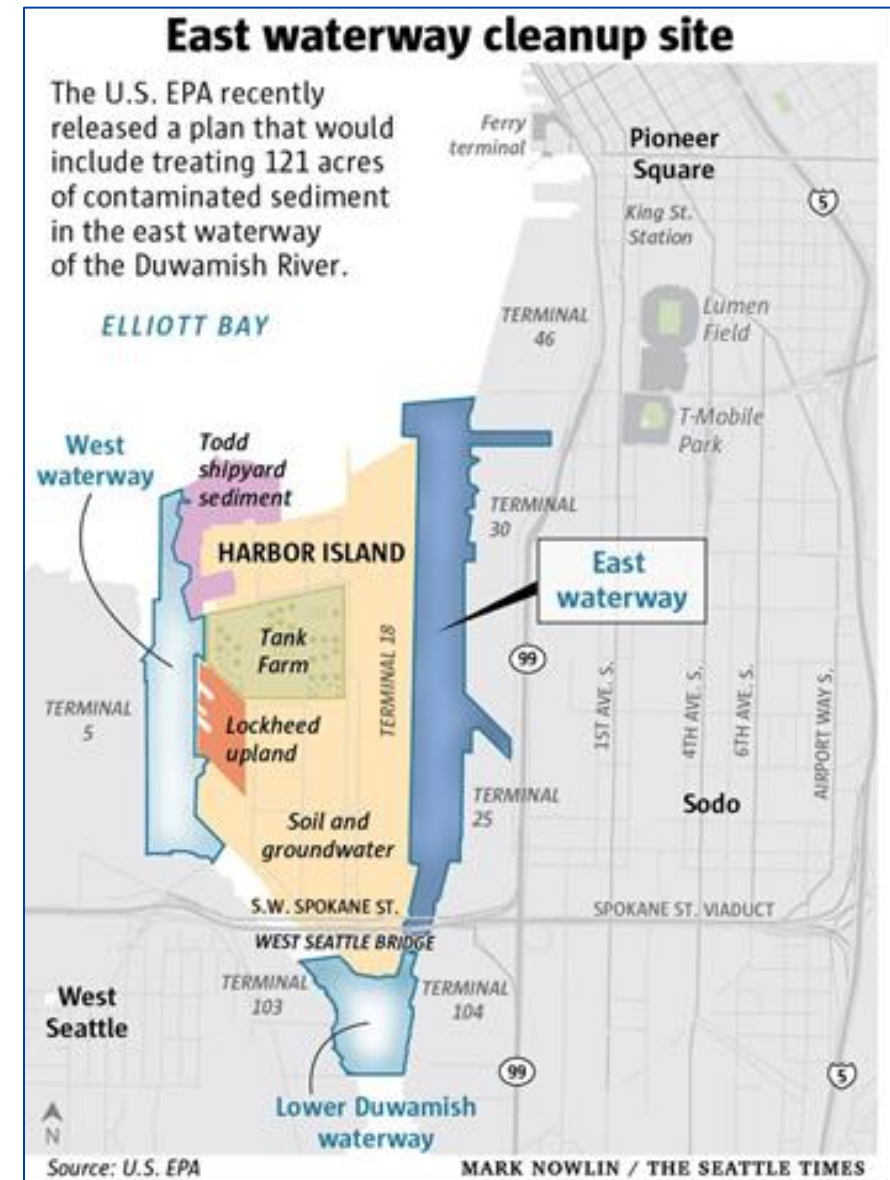 East waterway cleanup site
The U.S. EPA recently
released a plan that would
include treating 121 acres
of contaminated sediment
in the east waterway
of the Duwamish River.
Ferry
terminal
Pioneer
Square
5
King St.
Station
ELLIOTT BAY
TERMINAL
46
Lumen
Field
T-Mobile
Park
West
waterway
Todd
shipyard
sediment
TERMINAL
30
HARBOR ISLAND
East
waterway
Tank
Farm
TERMINAL 18
99
TERMINAL
5
Lockheed
upland
1ST AVE. S.
4TH AVE. S.
6TH AVE. S.
AIRPORT WAY S.
TERMINAL
25
Sodo
Soil and
groundwater
S.W. SPOKANE ST.
SPOKANE ST. VIADUCT
WEST SEATTLE BRIDGE
TERMINAL
103
TERMINAL
104
West
Seattle
99
5
Lower Duwamish
waterway
N
Source: U.S. EPA
MARK NOWLIN / THE SEATTLE TIMES